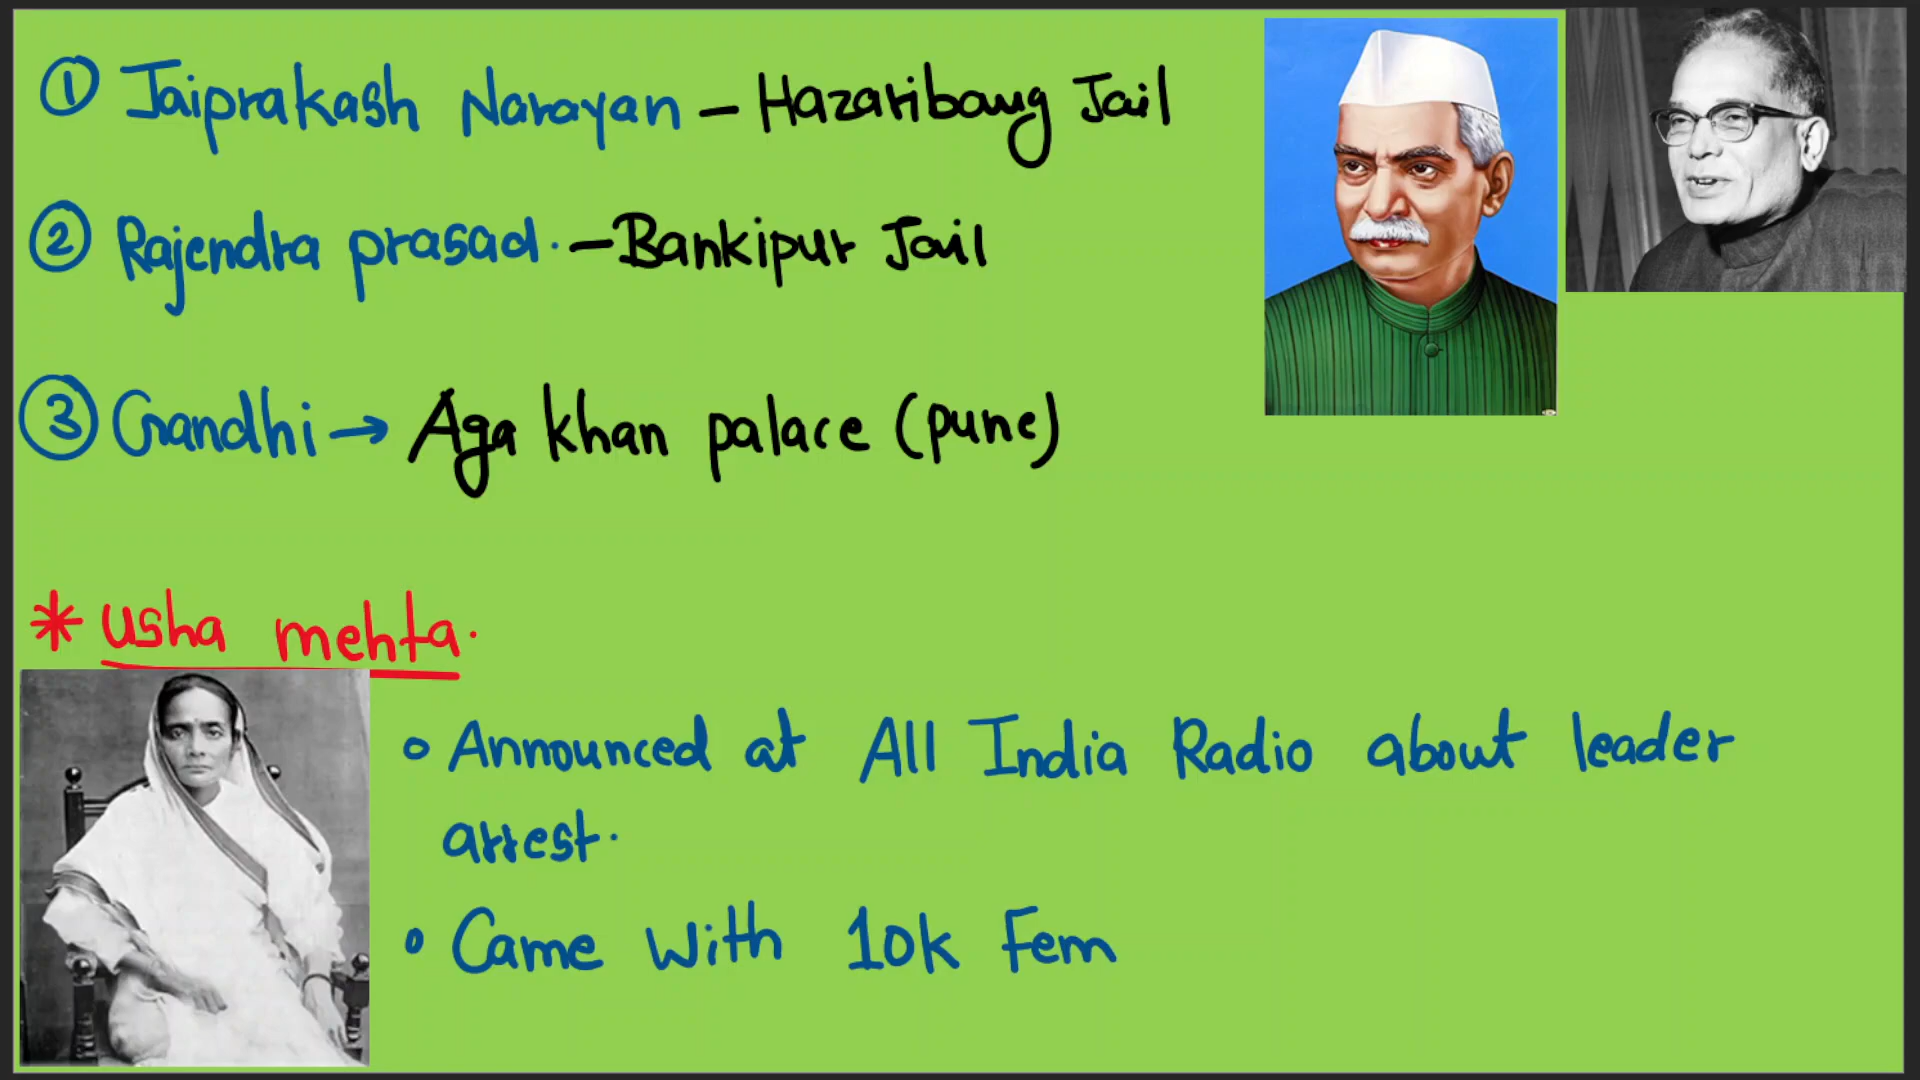 ① Jaiprakash Narayan – Hazaribaug Jail
② Rajendra prasad. – Bankipur Jail
③ Gandhi → Aga khan palace (pune)
* usha mehta.
• Announced at All India Radio about leader
arrest.
• Came with 10k Fem